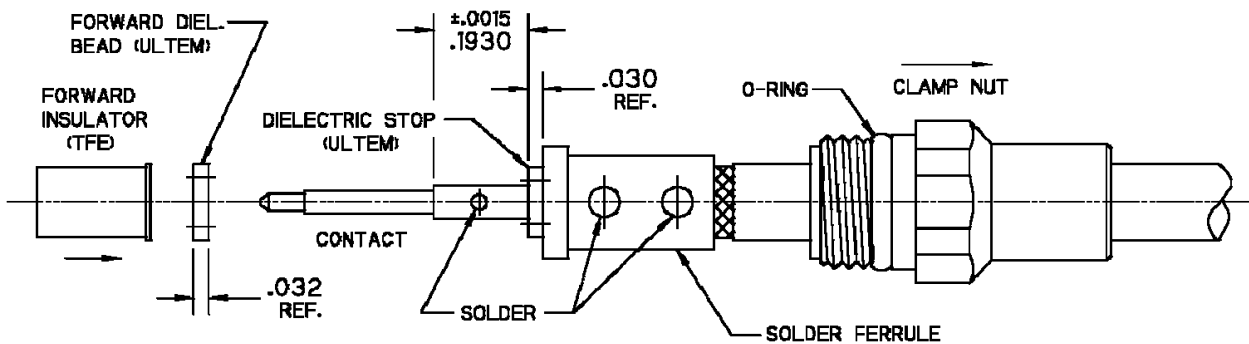 FORWARD DIEL.
BEAD (ULTEM)
±.0015
.1930
.030
REF.
O-RING
CLAMP NUT
FORWARD
INSULATOR
(TFE)
DIELECTRIC STOP
(ULTEM)
CONTACT
.032
REF.
SOLDER
SOLDER FERRULE